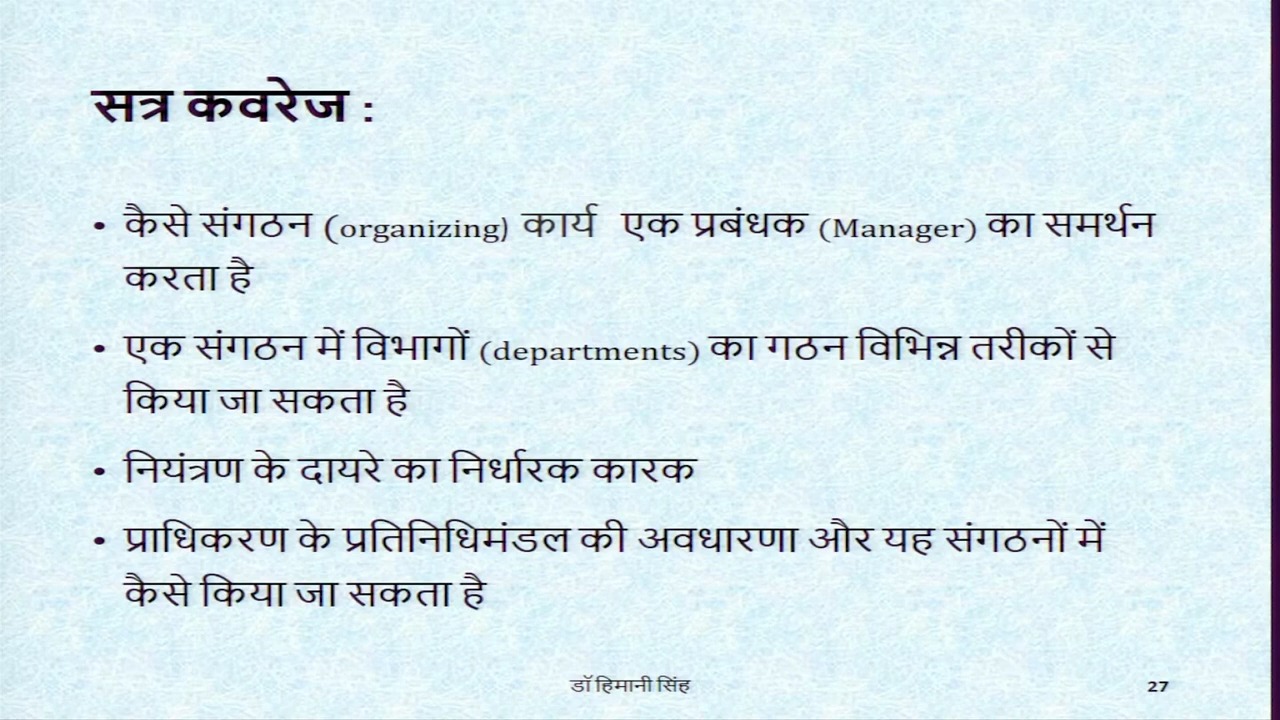 सत्र कवरेज :
• कैसे संगठन (organizing) कार्य एक प्रबंधक (Manager) का समर्थन
करता है
• एक संगठन में विभागों (departments) का गठन विभिन्न तरीकों से
किया जा सकता है
• नियंत्रण के दायरे का निर्धारक कारक
• प्राधिकरण के प्रतिनिधिमंडल की अवधारणा और यह संगठनों में
कैसे किया जा सकता है
डॉ हिमानी सिंह
27